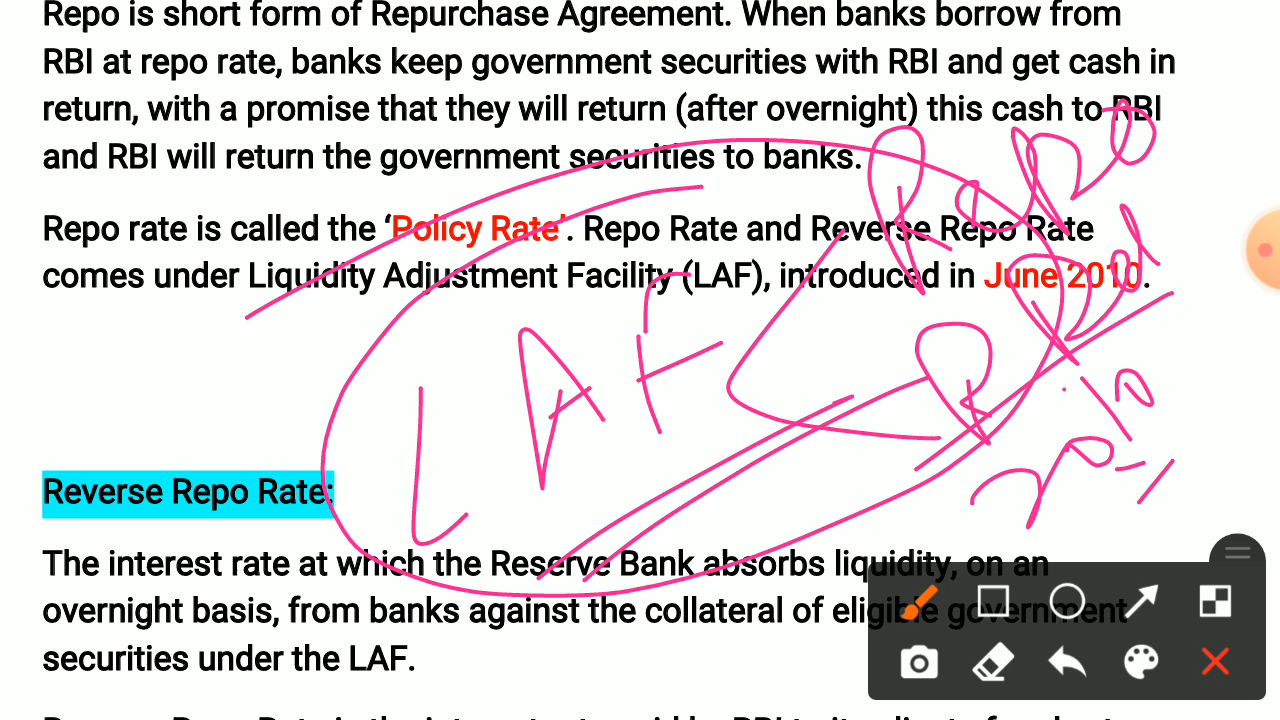 Repo is short form of Repurchase Agreement. When banks borrow from
RBI at repo rate, banks keep government securities with RBI and get cash in
return, with a promise that they will return (after overnight) this cash to RBI
and RBI will return the government securities to banks.
Repo rate is called the ‘Policy Rate’. Repo Rate and Reverse Repo Rate
comes under Liquidity Adjustment Facility (LAF), introduced in June 2010.
LAF
Reverse Repo Rate:
The interest rate at which the Reserve Bank absorbs liquidity, on an
overnight basis, from banks against the collateral of eligible government
securities under the LAF.